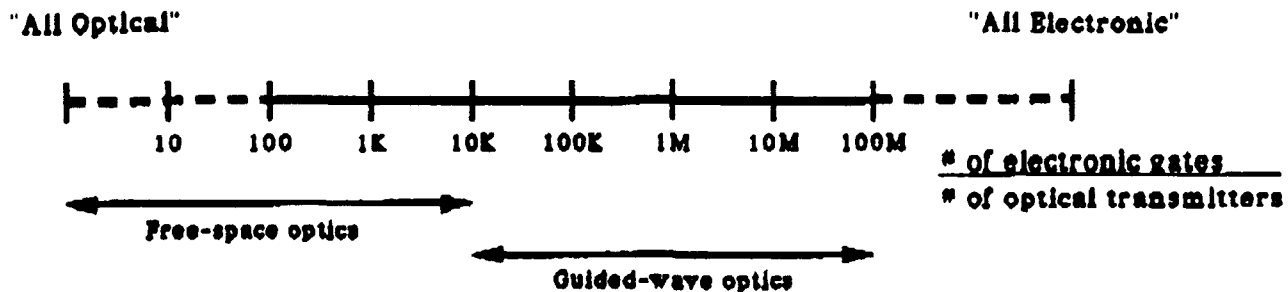 "All Optical" "All Electronic"
10 100 1K 10K 100K 1M 10M 100M
# of electronic gates
# of optical transmitters
Free-space optics
Guided-wave optics